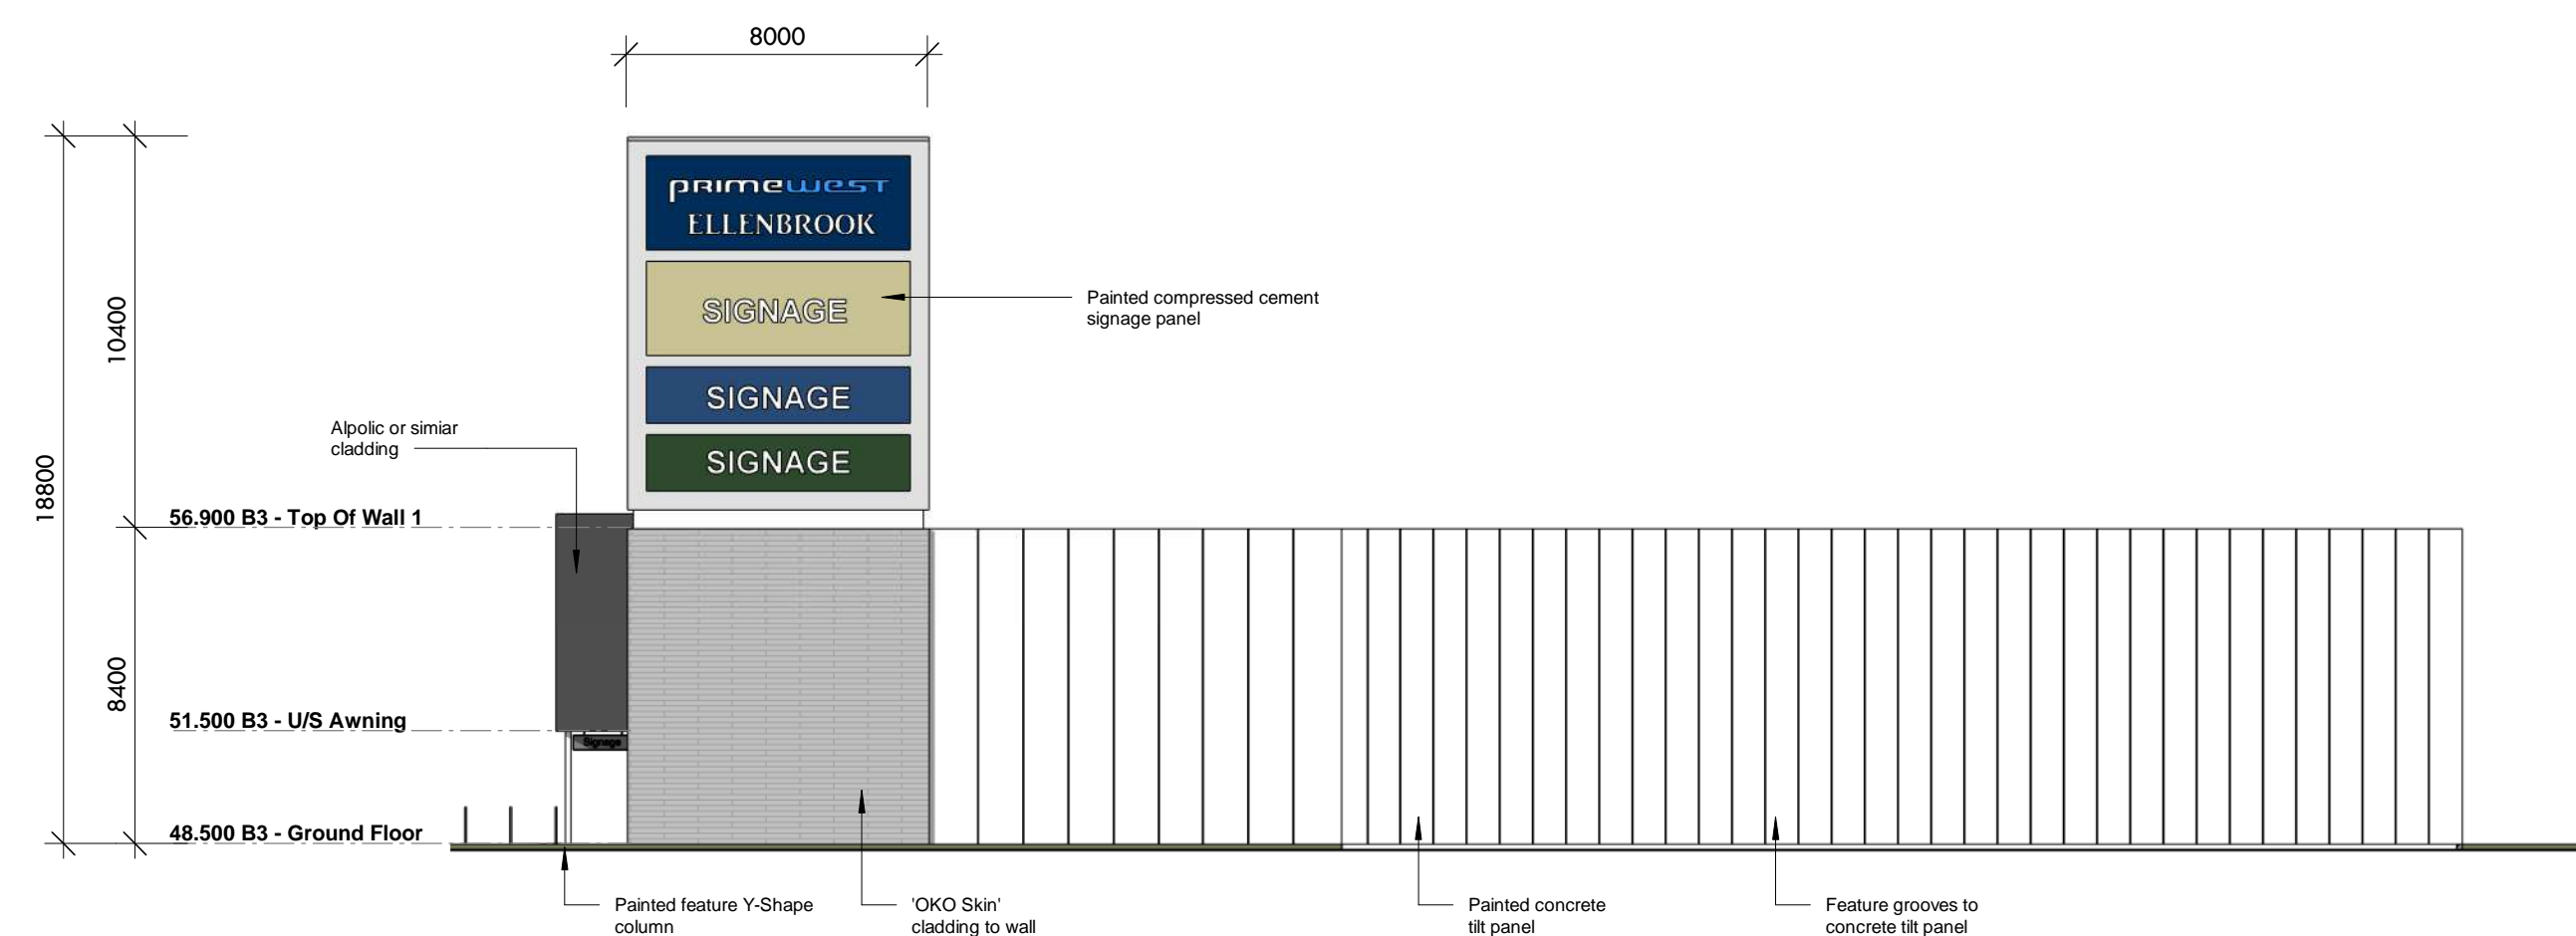 8000
primewest
ELLENBROOK
SIGNAGE
Painted compressed cement
signage panel
10400
SIGNAGE
Alpolic or simiar
cladding
SIGNAGE
18800
56.900 B3 - Top Of Wall 1
8400
51.500 B3 - U/S Awning
Signage
48.500 B3 - Ground Floor
Painted feature Y-Shape
column
'OKO Skin'
cladding to wall
Painted concrete
tilt panel
Feature grooves to
concrete tilt panel